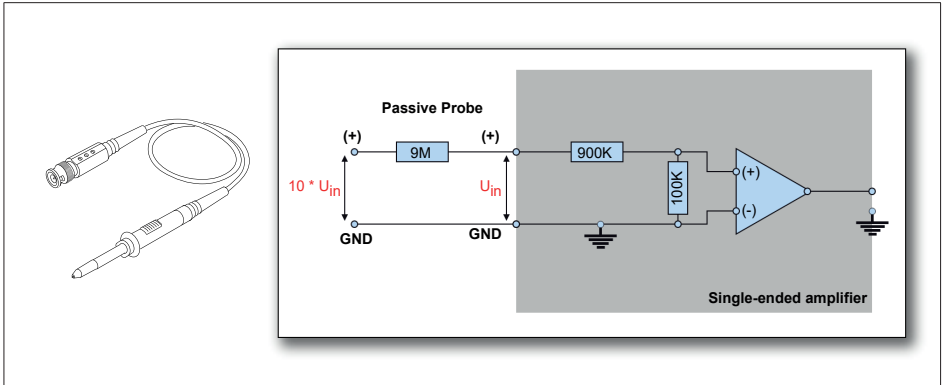 Passive Probe
(+)
(+)
9M
900K
100K
(+)
(-)
10 * Uin
Uin
GND
GND
Single-ended amplifier